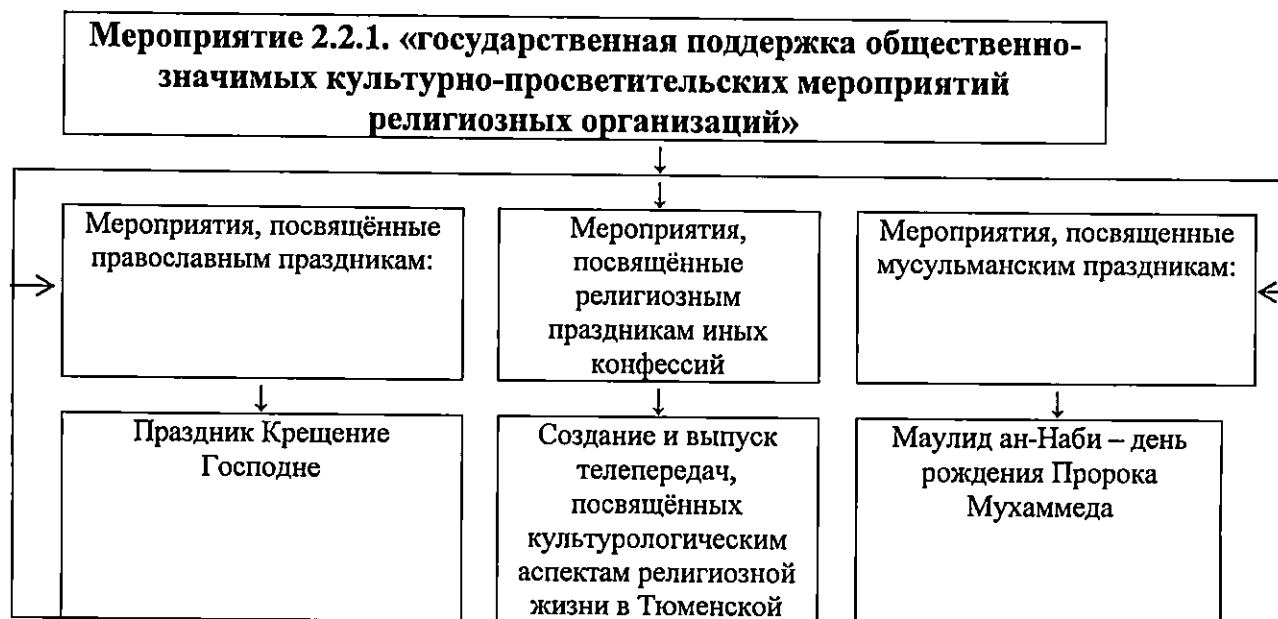 Мероприятие 2.2.1. «государственная поддержка общественно-
значимых культурно-просветительских мероприятий
религиозных организаций»
Мероприятия, посвящённые
православным праздникам:
Мероприятия,
посвящённые
религиозным
праздникам иных
конфессий
Мероприятия, посвященные
мусульманским праздникам:
Праздник Крещение
Господне
Создание и выпуск
телепередач,
посвящённых
культурологическим
аспектам религиозной
жизни в Тюменской
Маулид ан-Наби – день
рождения Пророка
Мухаммеда